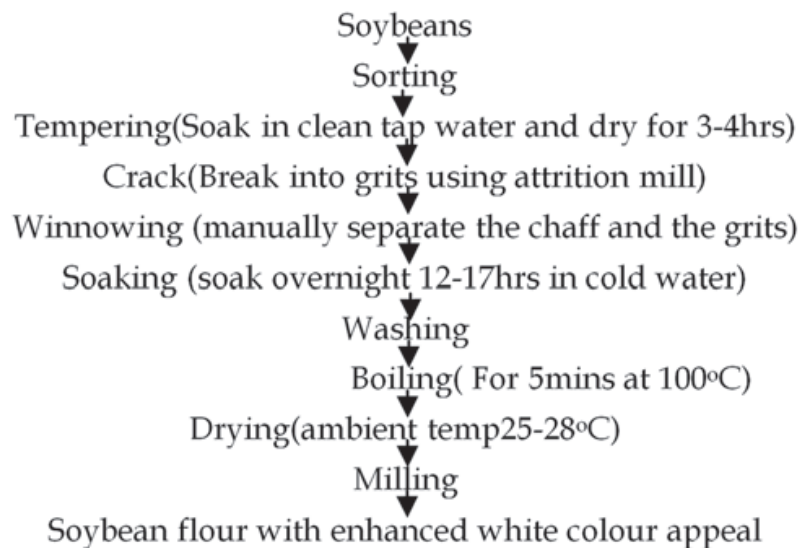 Soybeans
Sorting
Tempering(Soak in clean tap water and dry for 3-4hrs)
Crack(Break into grits using attrition mill)
Winnowing (manually separate the chaff and the grits)
Soaking (soak overnight 12-17hrs in cold water)
Washing
Boiling( For 5mins at 100ºC)
Drying(ambient temp25-28ºC)
Milling
Soybean flour with enhanced white colour appeal